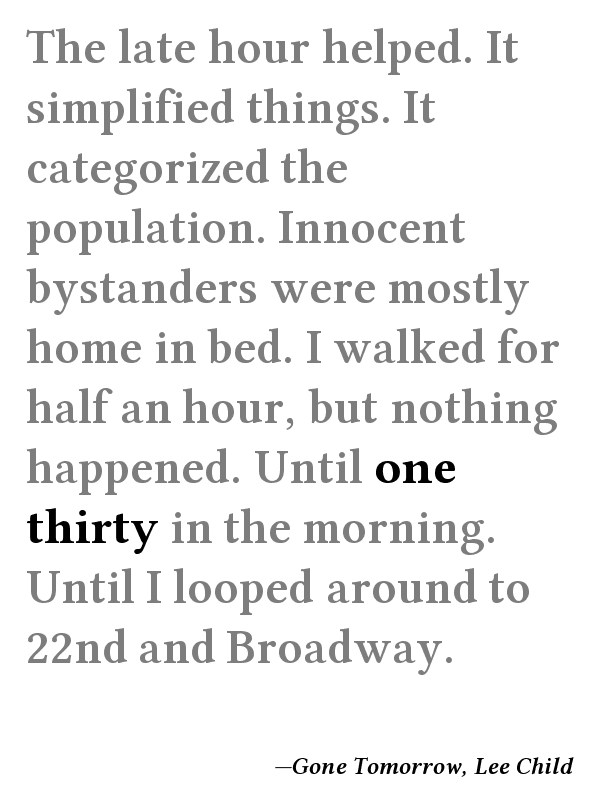 The late hour helped. It
simplified things. It
categorized the
population. Innocent
bystanders were mostly
home in bed. I walked for
half an hour, but nothing
happened. Until one
thirty in the morning.
Until I looped around to
22nd and Broadway.
—Gone Tomorrow, Lee Child